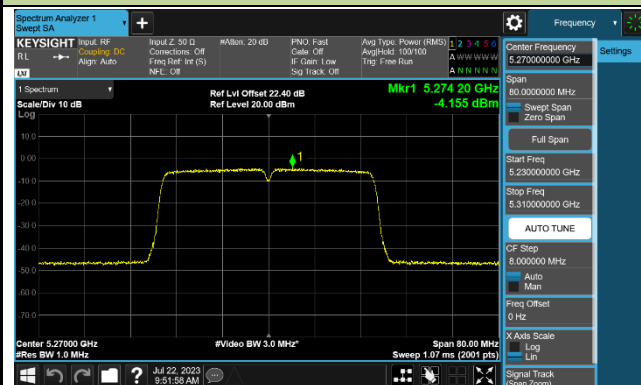 Spectrum Analyzer 1
Swept SA
Frequency
KEYSIGHT
RL
LXI
Input: RF
Coupling: DC
Align: Auto
Input Z: 50 Ω
Corrections: Off
Freq Ref: Int (S)
NFE: Off
#Atten: 20 dB
PNO: Fast
Gate: Off
IF Gain: Low
Sig Track: Off
Avg Type: Power (RMS)
Avg|Hold: 100/100
Trig: Free Run
1 2 3 4 5 6
A W W W W W
A N N N N N
1 Spectrum
Scale/Div 10 dB
Log
Ref Lvl Offset 22.40 dB
Ref Level 20.00 dBm
Mkr1 5.274 20 GHz
-4.155 dBm
10.0
0.00
-10.0
-20.0
-30.0
-40.0
-50.0
-60.0
-70.0
1
Center 5.27000 GHz
#Res BW 1.0 MHz
#Video BW 3.0 MHz*
Span 80.00 MHz
Sweep 1.07 ms (2001 pts)
Jul 22, 2023
9:51:58 AM
Center Frequency
5.270000000 GHz
Settings
Span
80.0000000 MHz
Swept Span
Zero Span
Full Span
Start Freq
5.230000000 GHz
Stop Freq
5.310000000 GHz
AUTO TUNE
CF Step
8.000000 MHz
Auto
Man
Freq Offset
0 Hz
X Axis Scale
Log
Lin
Signal Track
(Span Zoom)